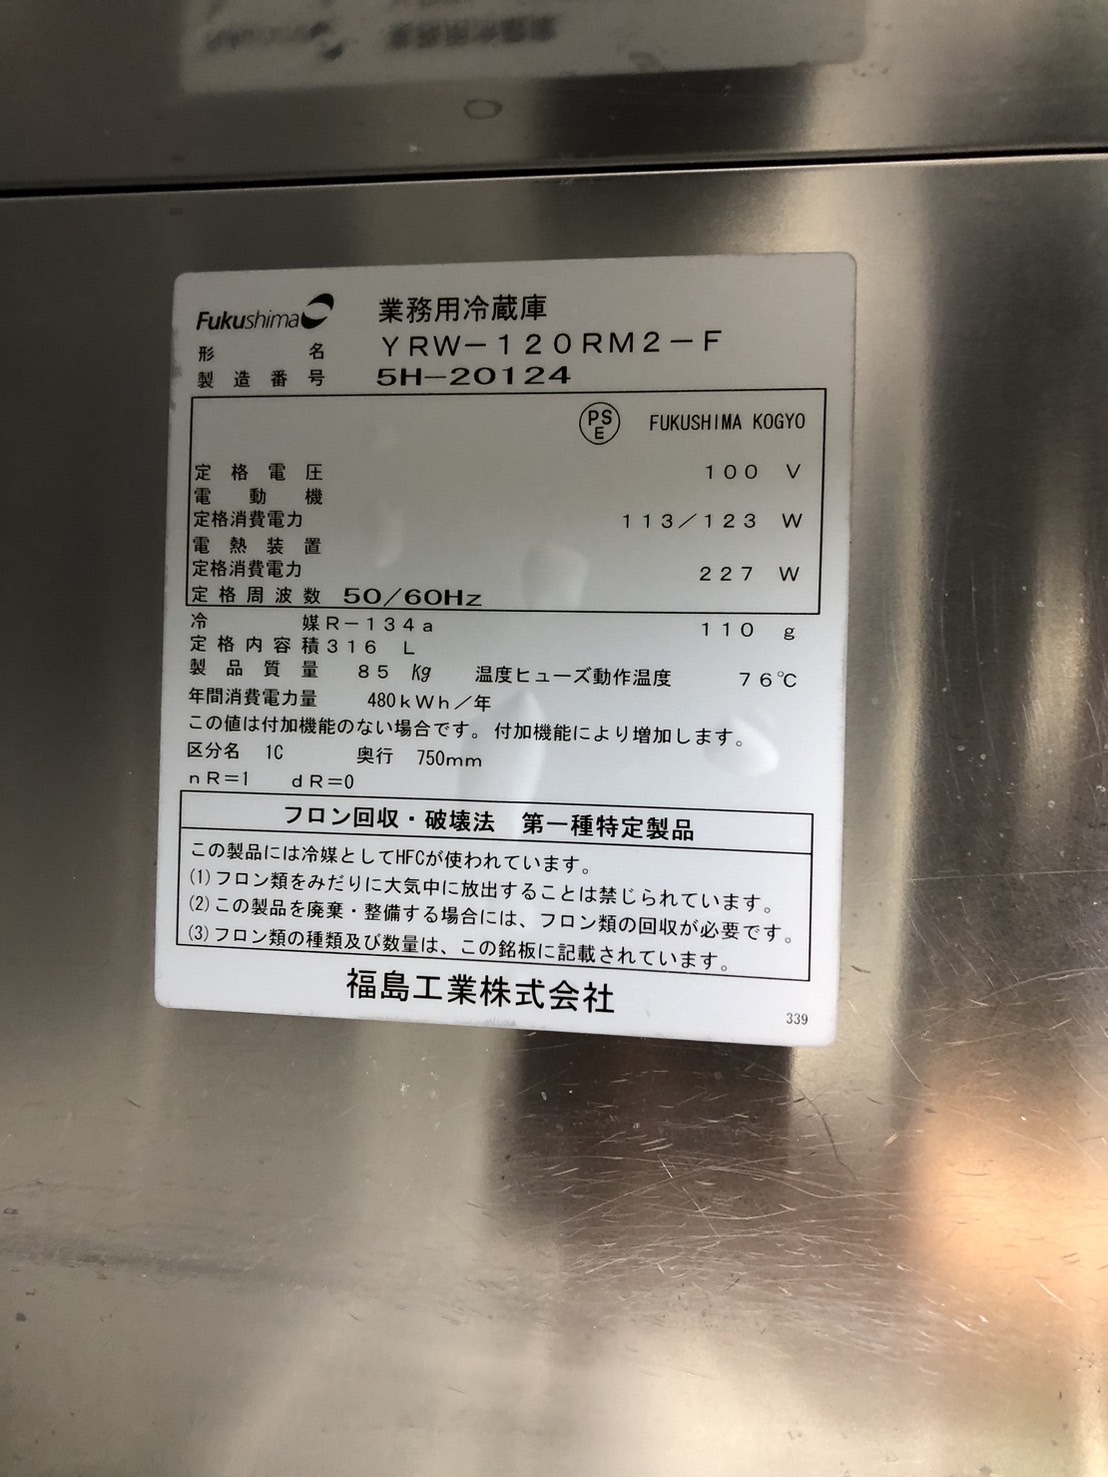 Fukushima 業務用冷蔵庫
形名 YRW-120RM2-F
製造番号 5H-20124
PSE FUKUSHIMA KOGYO
定格電圧 100 V
電動機
定格消費電力 113/123 W
電熱装置
定格消費電力 227 W
定格周波数 50/60Hz
冷媒 R-134a 110 g
定格内容積 316 L
製品質量 85 kg 温度ヒューズ動作温度 76℃
年間消費電力量 480kWh/年
この値は付加機能のない場合です。付加機能により増加します。
区分名 1C 奥行 750mm
nR=1 dR=0
フロン回収・破壊法 第一種特定製品
この製品には冷媒としてHFCが使われています。
(1)フロン類をみだりに大気中に放出することは禁じられています。
(2)この製品を廃棄・整備する場合には、フロン類の回収が必要です。
(3)フロン類の種類及び数量は、この銘板に記載されています。
福島工業株式会社
339